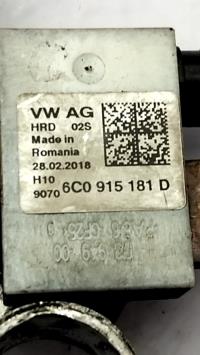 VW AG
HRD 02S
Made in
Romania
28.02.2018
H10
9070 6C0 915 181 D